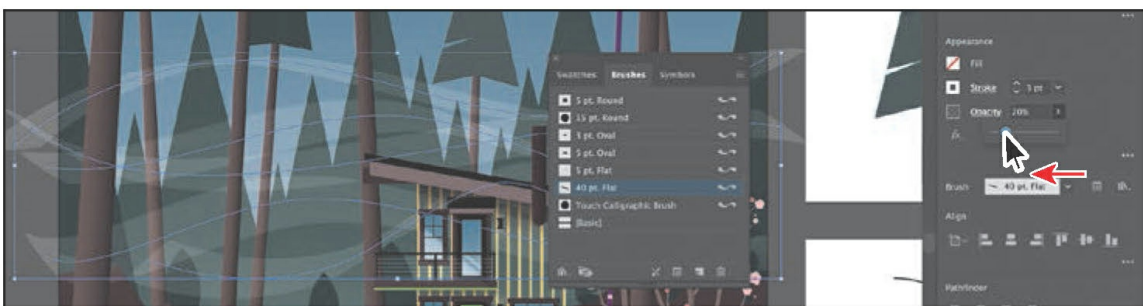 Swatches Brushes Symbols
5 pt. Round
15 pt. Round
3 pt. Oval
5 pt. Oval
5 pt. Flat
40 pt. Flat
Touch Calligraphic Brush
[Basic]
Appearance
Fill
Stroke 3 pt
Opacity 20%
fx.
Brush 40 pt. Flat
Align
Pathfinder